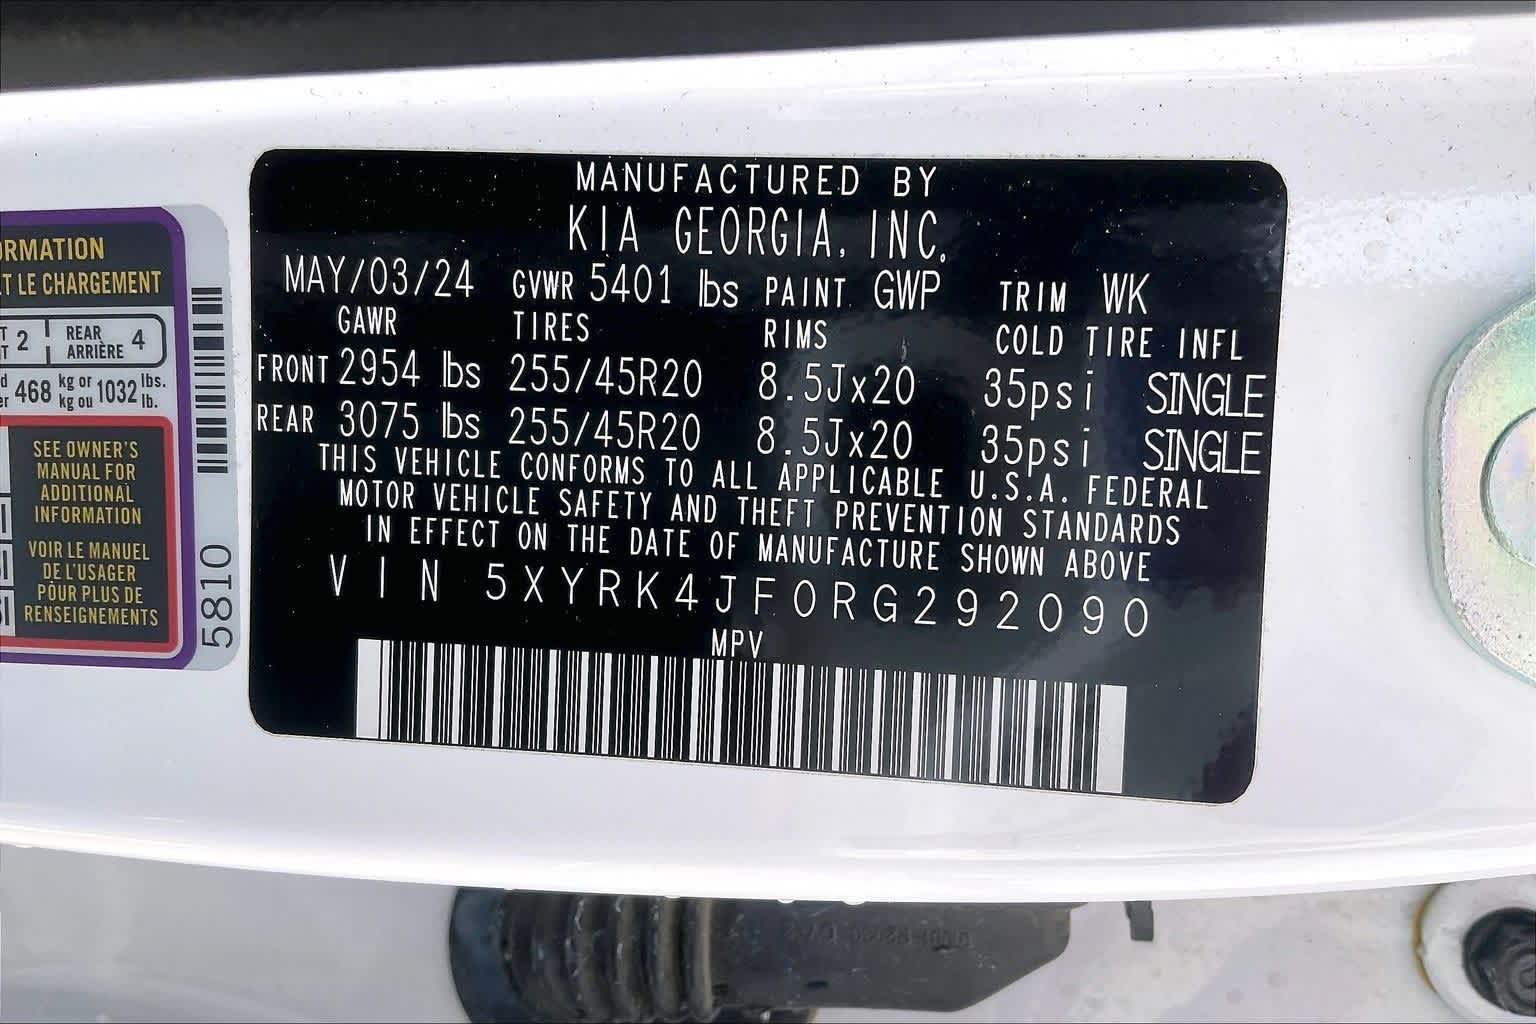 MANUFACTURED BY
KIA GEORGIA, INC.
MAY/03/24 GVWR 5401 lbs PAINT GWP TRIM WK
GAWR TIRES RIMS COLD TIRE INFL
FRONT 2954 lbs 255/45R20 8.5Jx20 35psi SINGLE
REAR 3075 lbs 255/45R20 8.5Jx20 35psi SINGLE
THIS VEHICLE CONFORMS TO ALL APPLICABLE U.S.A. FEDERAL
MOTOR VEHICLE SAFETY AND THEFT PREVENTION STANDARDS
IN EFFECT ON THE DATE OF MANUFACTURE SHOWN ABOVE
VIN 5XYRK4JF0RG292090
MPV
ET LE CHARGEMENT
2 REAR ARRIÈRE 4
468 kg or 1032 lbs.
kg ou lb.
SEE OWNER'S
MANUAL FOR
ADDITIONAL
INFORMATION
VOIR LE MANUEL
DE L'USAGER
POUR PLUS DE
RENSEIGNEMENTS
5810